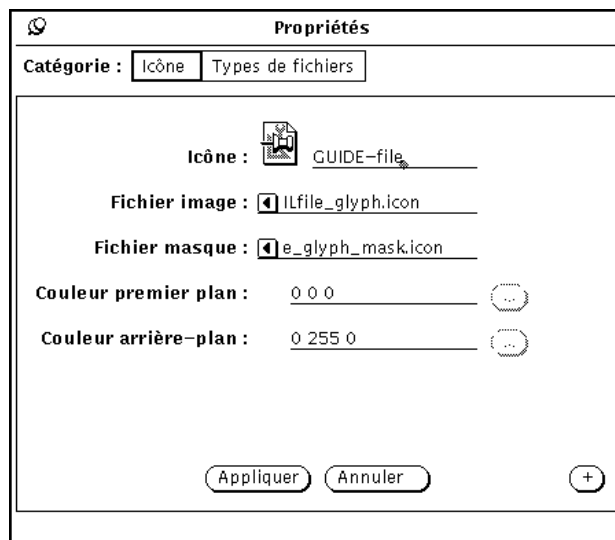 Propriétés
Catégorie : Icône Types de fichiers
Icône : GUIDE-file
Fichier image : ILfile_glyph.icon
Fichier masque : e_glyph_mask.icon
Couleur premier plan : 0 0 0 ...
Couleur arrière-plan : 0 255 0 ...
Appliquer Annuler +